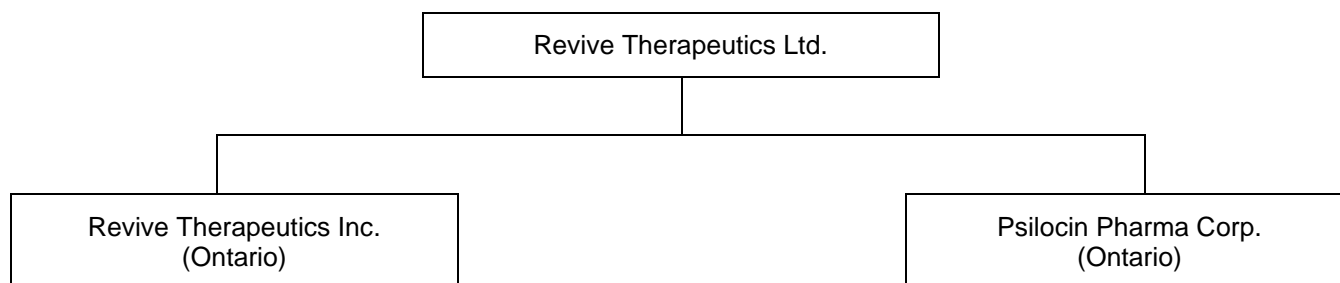 Revive Therapeutics Ltd.
Revive Therapeutics Inc.
(Ontario)
Psilocin Pharma Corp.
(Ontario)